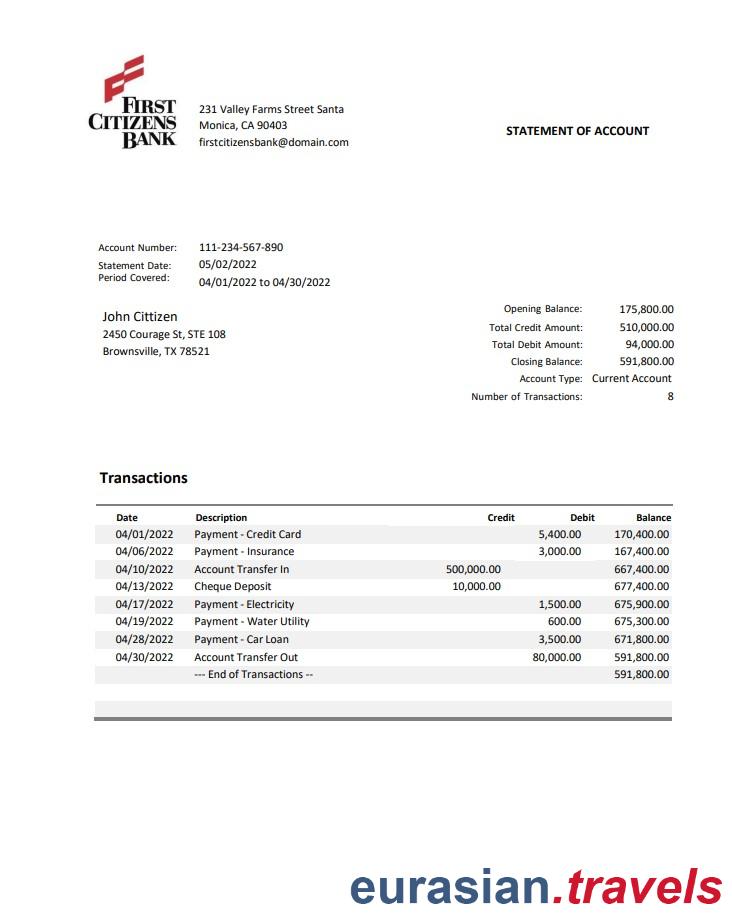 FIRST
CITIZENS
BANK
231 Valley Farms Street Santa
Monica, CA 90403
firstcitizensbank@domain.com
STATEMENT OF ACCOUNT
Account Number: 111-234-567-890
Statement Date: 05/02/2022
Period Covered: 04/01/2022 to 04/30/2022
John Cittizen
2450 Courage St, STE 108
Brownsville, TX 78521
Opening Balance: 175,800.00
Total Credit Amount: 510,000.00
Total Debit Amount: 94,000.00
Closing Balance: 591,800.00
Account Type: Current Account
Number of Transactions: 8
Transactions
Date Description Credit Debit Balance
04/01/2022 Payment - Credit Card 5,400.00 170,400.00
04/06/2022 Payment - Insurance 3,000.00 167,400.00
04/10/2022 Account Transfer In 500,000.00 667,400.00
04/13/2022 Cheque Deposit 10,000.00 677,400.00
04/17/2022 Payment - Electricity 1,500.00 675,900.00
04/19/2022 Payment - Water Utility 600.00 675,300.00
04/28/2022 Payment - Car Loan 3,500.00 671,800.00
04/30/2022 Account Transfer Out 80,000.00 591,800.00
--- End of Transactions -- 591,800.00
eurasian.travels